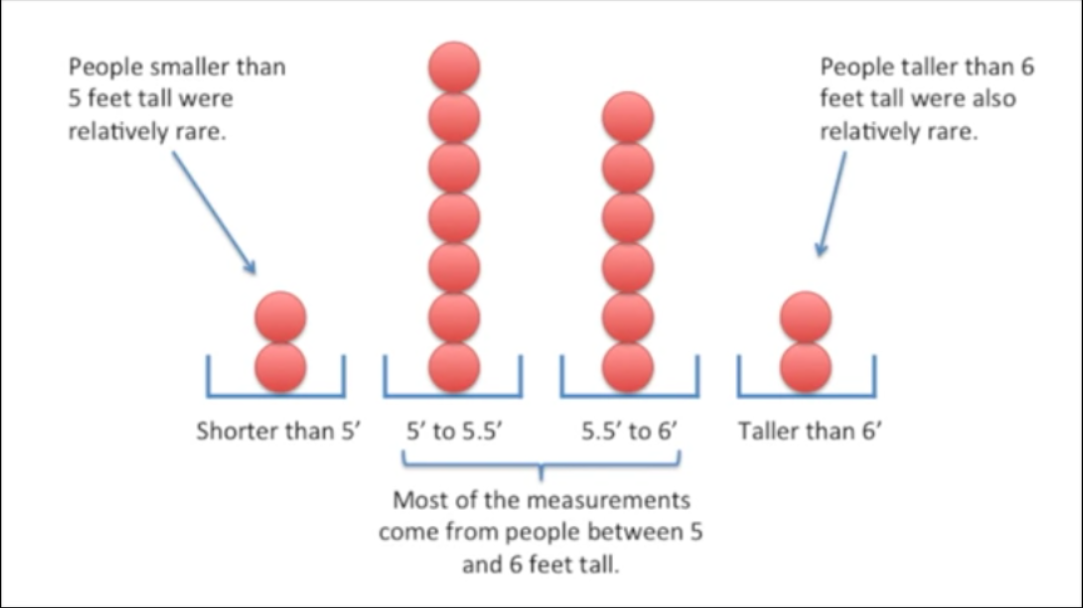 People smaller than
5 feet tall were
relatively rare.
People taller than 6
feet tall were also
relatively rare.
Shorter than 5’
5’ to 5.5’
5.5’ to 6’
Taller than 6’
Most of the measurements
come from people between 5
and 6 feet tall.